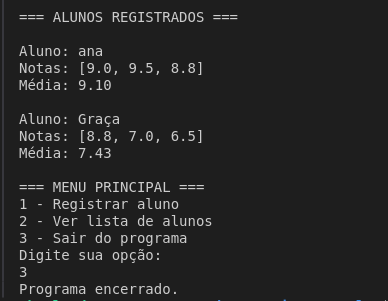 === ALUNOS REGISTRADOS ===
Aluno: ana
Notas: [9.0, 9.5, 8.8]
Média: 9.10
Aluno: Graça
Notas: [8.8, 7.0, 6.5]
Média: 7.43
=== MENU PRINCIPAL ===
1 - Registrar aluno
2 - Ver lista de alunos
3 - Sair do programa
Digite sua opção:
3
Programa encerrado.